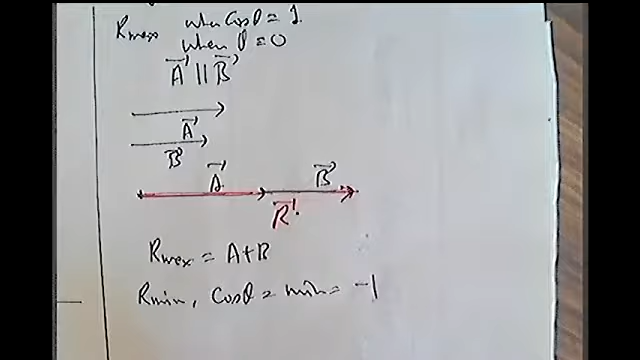 Rmax when Cosθ = 1.
when θ = 0
A⃗ || B⃗
A⃗
B⃗
A⃗ B⃗
R⃗
Rmax = A+B
Rmin, Cosθ = min = -1